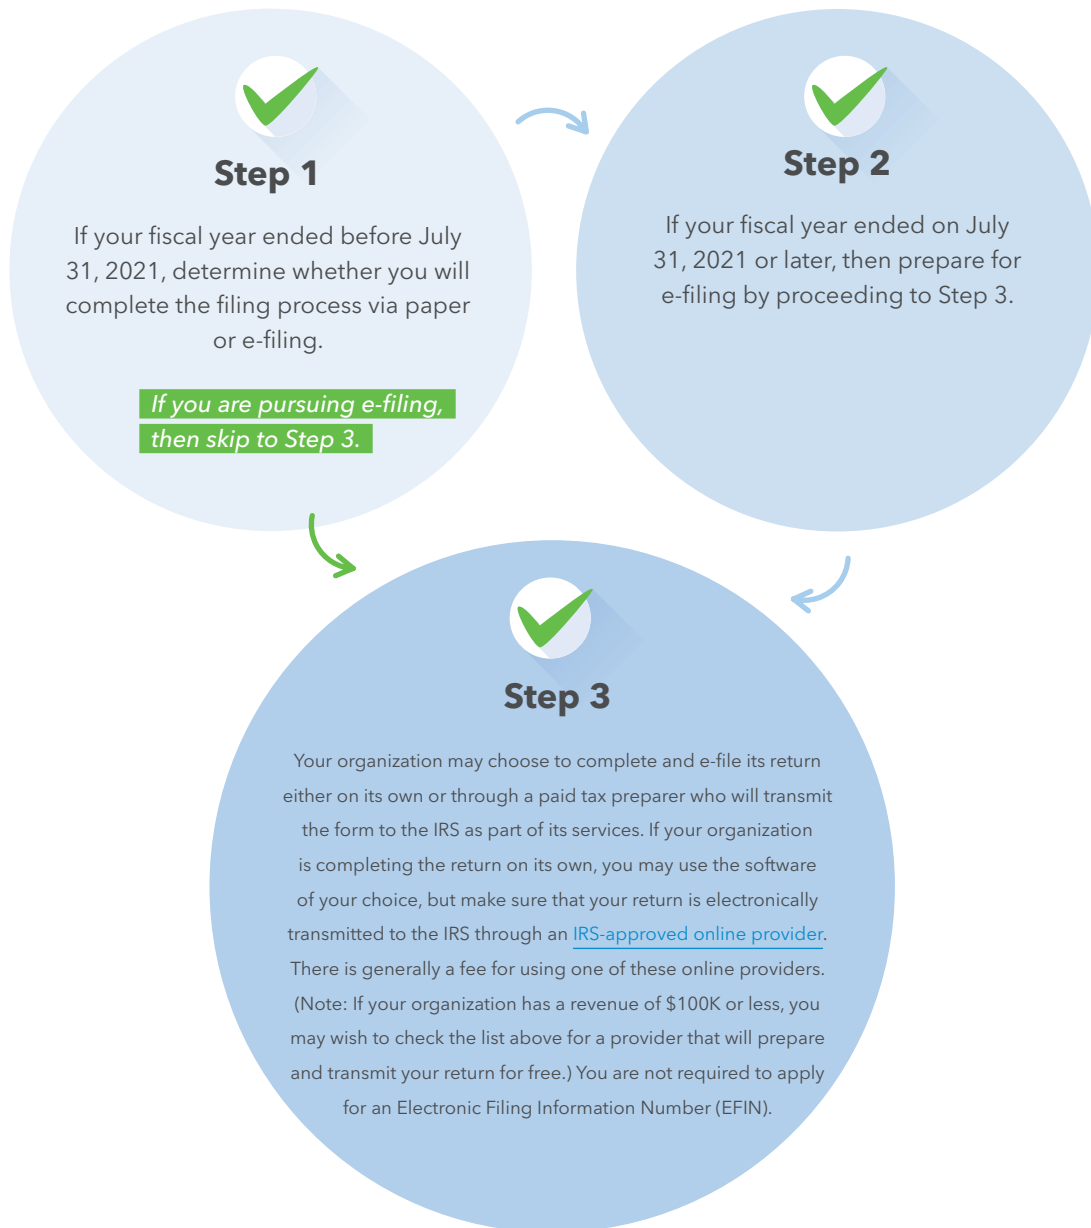 Step 1
If your fiscal year ended before July
31, 2021, determine whether you will
complete the filing process via paper
or e-filing.
If you are pursuing e-filing,
then skip to Step 3.
Step 2
If your fiscal year ended on July
31, 2021 or later, then prepare for
e-filing by proceeding to Step 3.
Step 3
Your organization may choose to complete and e-file its return
either on its own or through a paid tax preparer who will transmit
the form to the IRS as part of its services. If your organization
is completing the return on its own, you may use the software
of your choice, but make sure that your return is electronically
transmitted to the IRS through an IRS-approved online provider.
There is generally a fee for using one of these online providers.
(Note: If your organization has a revenue of $100K or less, you
may wish to check the list above for a provider that will prepare
and transmit your return for free.) You are not required to apply
for an Electronic Filing Information Number (EFIN).